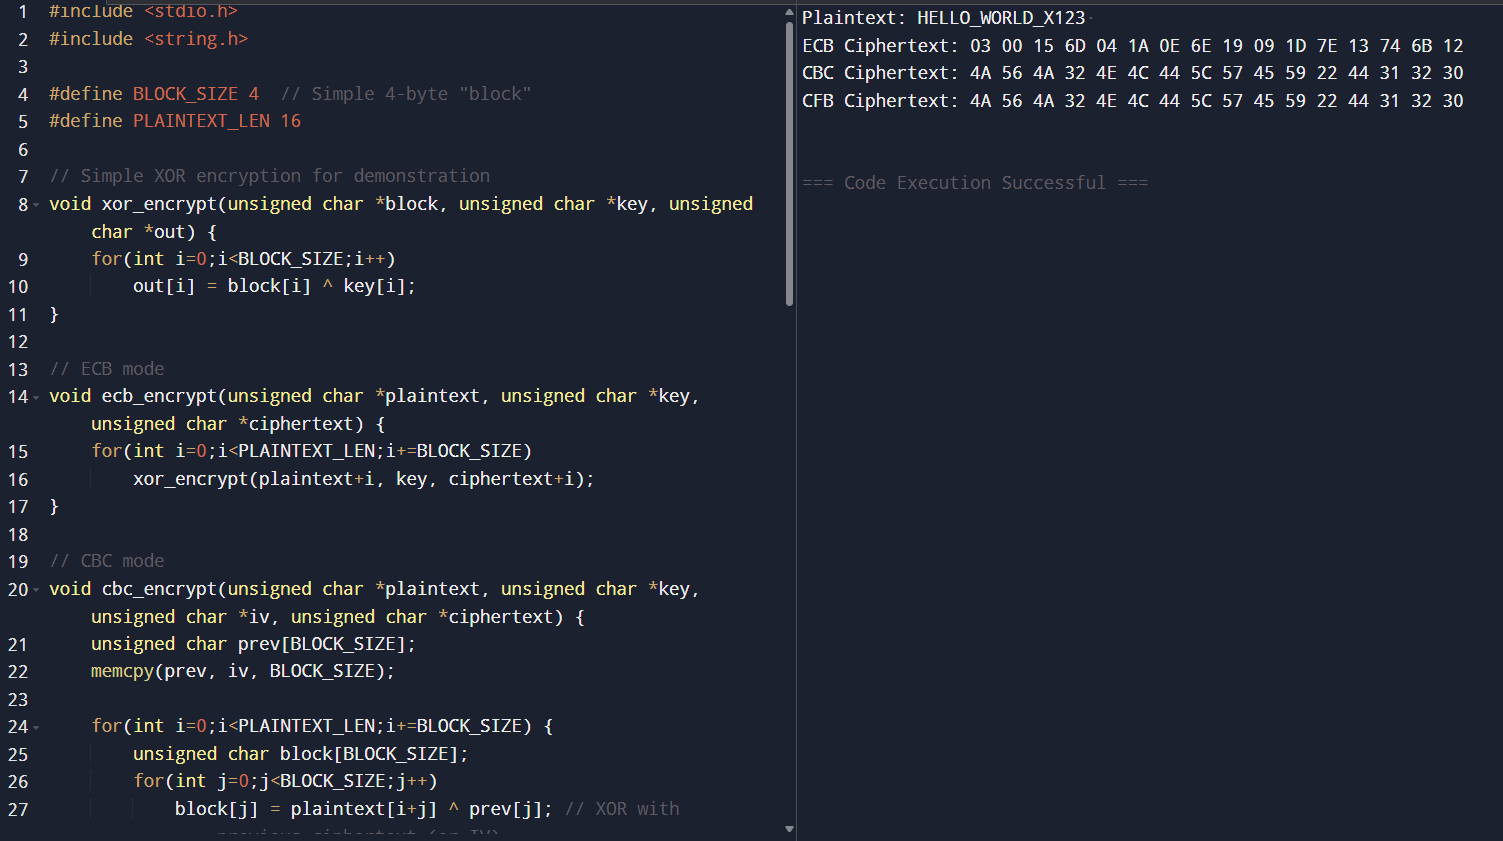 1 #include <stdio.h>
2 #include <string.h>
3
4 #define BLOCK_SIZE 4  // Simple 4-byte "block"
5 #define PLAINTEXT_LEN 16
6
7 // Simple XOR encryption for demonstration
8 void xor_encrypt(unsigned char *block, unsigned char *key, unsigned
char *out) {
9     for(int i=0;i<BLOCK_SIZE;i++)
10         out[i] = block[i] ^ key[i];
11 }
12
13 // ECB mode
14 void ecb_encrypt(unsigned char *plaintext, unsigned char *key,
unsigned char *ciphertext) {
15     for(int i=0;i<PLAINTEXT_LEN;i+=BLOCK_SIZE)
16         xor_encrypt(plaintext+i, key, ciphertext+i);
17 }
18
19 // CBC mode
20 void cbc_encrypt(unsigned char *plaintext, unsigned char *key,
unsigned char *iv, unsigned char *ciphertext) {
21     unsigned char prev[BLOCK_SIZE];
22     memcpy(prev, iv, BLOCK_SIZE);
23
24     for(int i=0;i<PLAINTEXT_LEN;i+=BLOCK_SIZE) {
25         unsigned char block[BLOCK_SIZE];
26         for(int j=0;j<BLOCK_SIZE;j++)
27             block[j] = plaintext[i+j] ^ prev[j]; // XOR with
previous ciphertext (or IV)
Plaintext: HELLO_WORLD_X123
ECB Ciphertext: 03 00 15 6D 04 1A 0E 6E 19 09 1D 7E 13 74 6B 12
CBC Ciphertext: 4A 56 4A 32 4E 4C 44 5C 57 45 59 22 44 31 32 30
CFB Ciphertext: 4A 56 4A 32 4E 4C 44 5C 57 45 59 22 44 31 32 30
=== Code Execution Successful ===